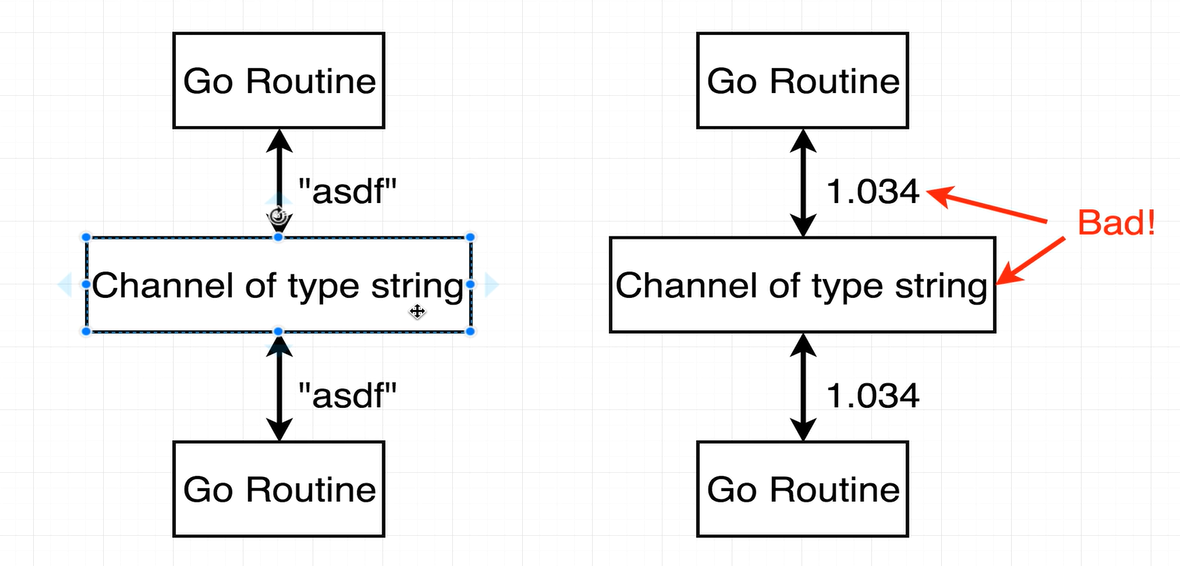 Go Routine
"asdf"
Channel of type string
"asdf"
Go Routine
Go Routine
1.034
Bad!
Channel of type string
1.034
Go Routine